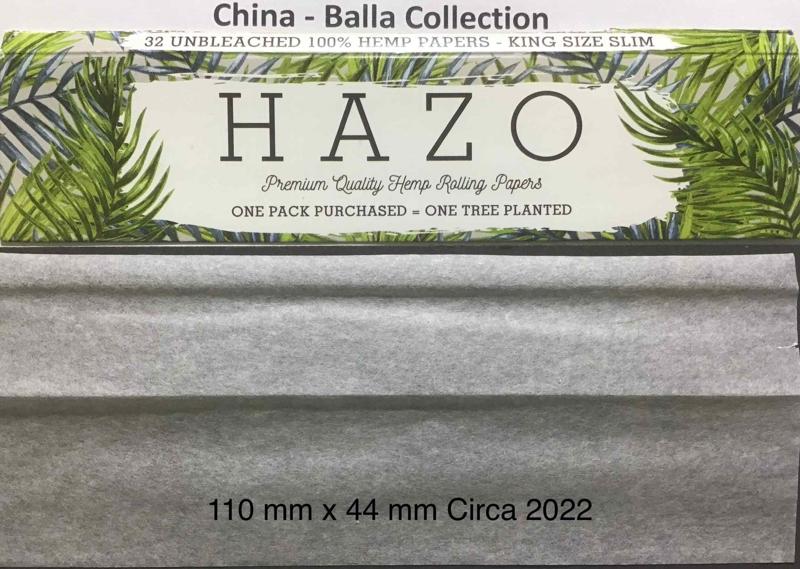 China - Balla Collection
32 UNBLEACHED 100% HEMP PAPERS - KING SIZE SLIM
HAZO
Premium Quality Hemp Rolling Papers
ONE PACK PURCHASED = ONE TREE PLANTED
110 mm x 44 mm Circa 2022